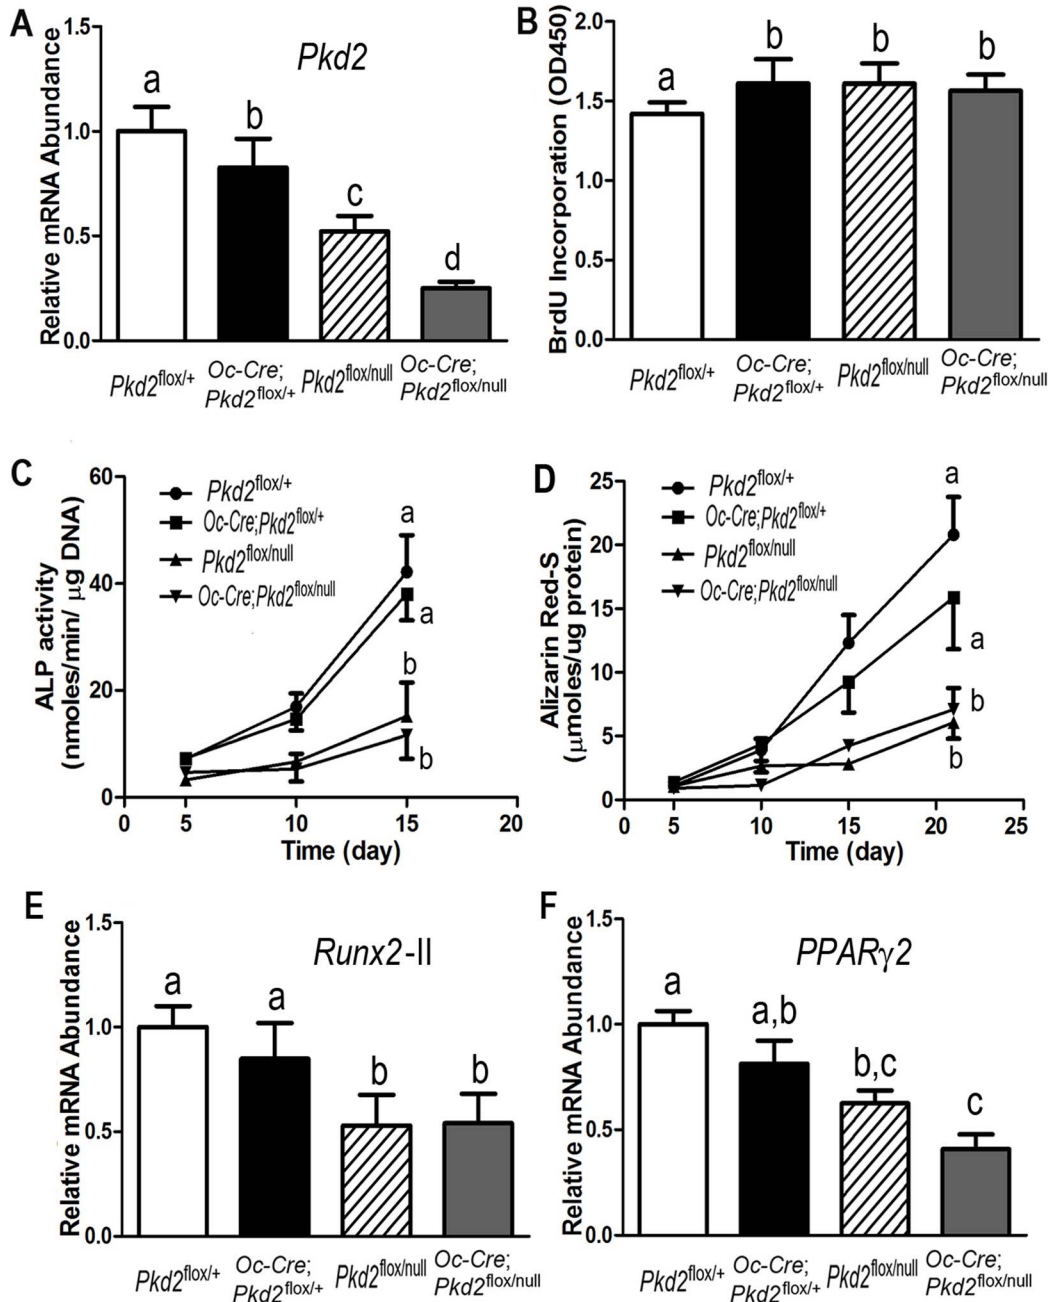 A
Relative mRNA Abundance
1.5
1.0
0.5
0.0
Pkd2
a
b
c
d
Pkd2flox/+
Oc-Cre;
Pkd2flox/+
Pkd2flox/null
Oc-Cre;
Pkd2flox/null
B
BrdU Incorporation (OD450)
2.0
1.5
1.0
0.5
0.0
a
b
b
b
Pkd2flox/+
Oc-Cre;
Pkd2flox/+
Pkd2flox/null
Oc-Cre;
Pkd2flox/null
C
ALP activity
(nmoles/min/ μg DNA)
60
40
20
0
Pkd2flox/+
Oc-Cre;Pkd2flox/+
Pkd2flox/null
Oc-Cre;Pkd2flox/null
a
a
b
b
0
5
10
15
20
Time (day)
D
Alizarin Red-S
(μmoles/ug protein)
25
20
15
10
5
0
Pkd2flox/+
Oc-Cre;Pkd2flox/+
Pkd2flox/null
Oc-Cre;Pkd2flox/null
a
a
b
b
0
5
10
15
20
25
Time (day)
E
Relative mRNA Abundance
1.5
1.0
0.5
0.0
Runx2-II
a
a
b
b
Pkd2flox/+
Oc-Cre;
Pkd2flox/+
Pkd2flox/null
Oc-Cre;
Pkd2flox/null
F
Relative mRNA Abundance
1.5
1.0
0.5
0.0
PPARγ2
a
a,b
b,c
c
Pkd2flox/+
Oc-Cre;
Pkd2flox/+
Pkd2flox/null
Oc-Cre;
Pkd2flox/null